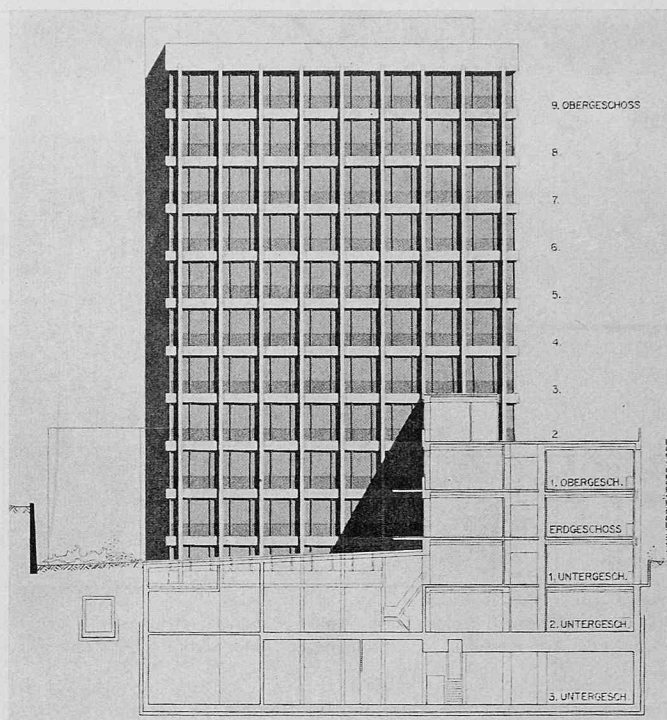 9. OBERGESCHOSS
8.
7.
6.
5.
4.
3.
2
1. OBERGESCH.
ERDGESCHOSS
1. UNTERGESCH.
2. UNTERGESCH.
3. UNTERGESCH.